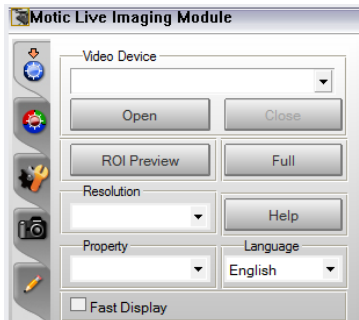 Motic Live Imaging Module
Video Device
Open Close
ROI Preview Full
Resolution
Help
Property Language
English
Fast Display